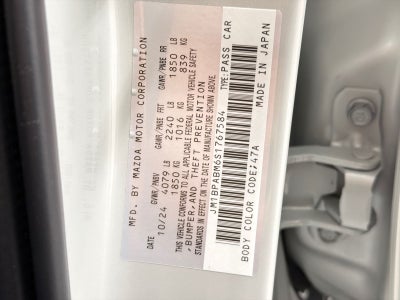 MFD. BY MAZDA MOTOR CORPORATION
DATE GVWR/PNBV GAWR/PNBE FRT GAWR/PNBE RR
10/24 4079 LB 2240 LB 1850 LB
1850 KG 1016 KG 839 KG
THIS VEHICLE CONFORMS TO ALL APPLICABLE FEDERAL MOTOR VEHICLE SAFETY
,BUMPER,AND THEFT PREVENTION
STANDARDS IN EFFECT ON THE DATE OF MANUFACTURE SHOWN ABOVE.
JM1BPABM6S1767584 TYPE:PASS CAR
BODY COLOR CODE:47A MADE IN JAPAN